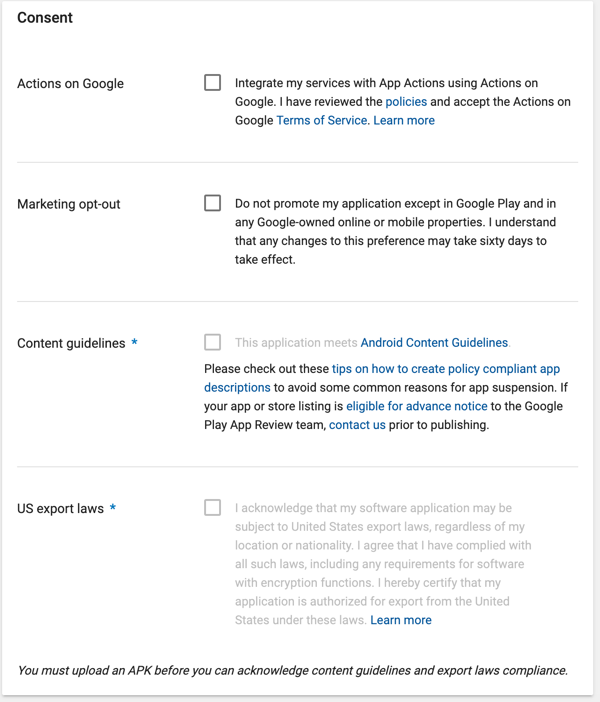 Consent
Actions on Google
Integrate my services with App Actions using Actions on
Google. I have reviewed the policies and accept the Actions on
Google Terms of Service. Learn more
Marketing opt-out
Do not promote my application except in Google Play and in
any Google-owned online or mobile properties. I understand
that any changes to this preference may take sixty days to
take effect.
Content guidelines *
This application meets Android Content Guidelines.
Please check out these tips on how to create policy compliant app
descriptions to avoid some common reasons for app suspension. If
your app or store listing is eligible for advance notice to the Google
Play App Review team, contact us prior to publishing.
US export laws *
I acknowledge that my software application may be
subject to United States export laws, regardless of my
location or nationality. I agree that I have complied with
all such laws, including any requirements for software
with encryption functions. I hereby certify that my
application is authorized for export from the United
States under these laws. Learn more
You must upload an APK before you can acknowledge content guidelines and export laws compliance.